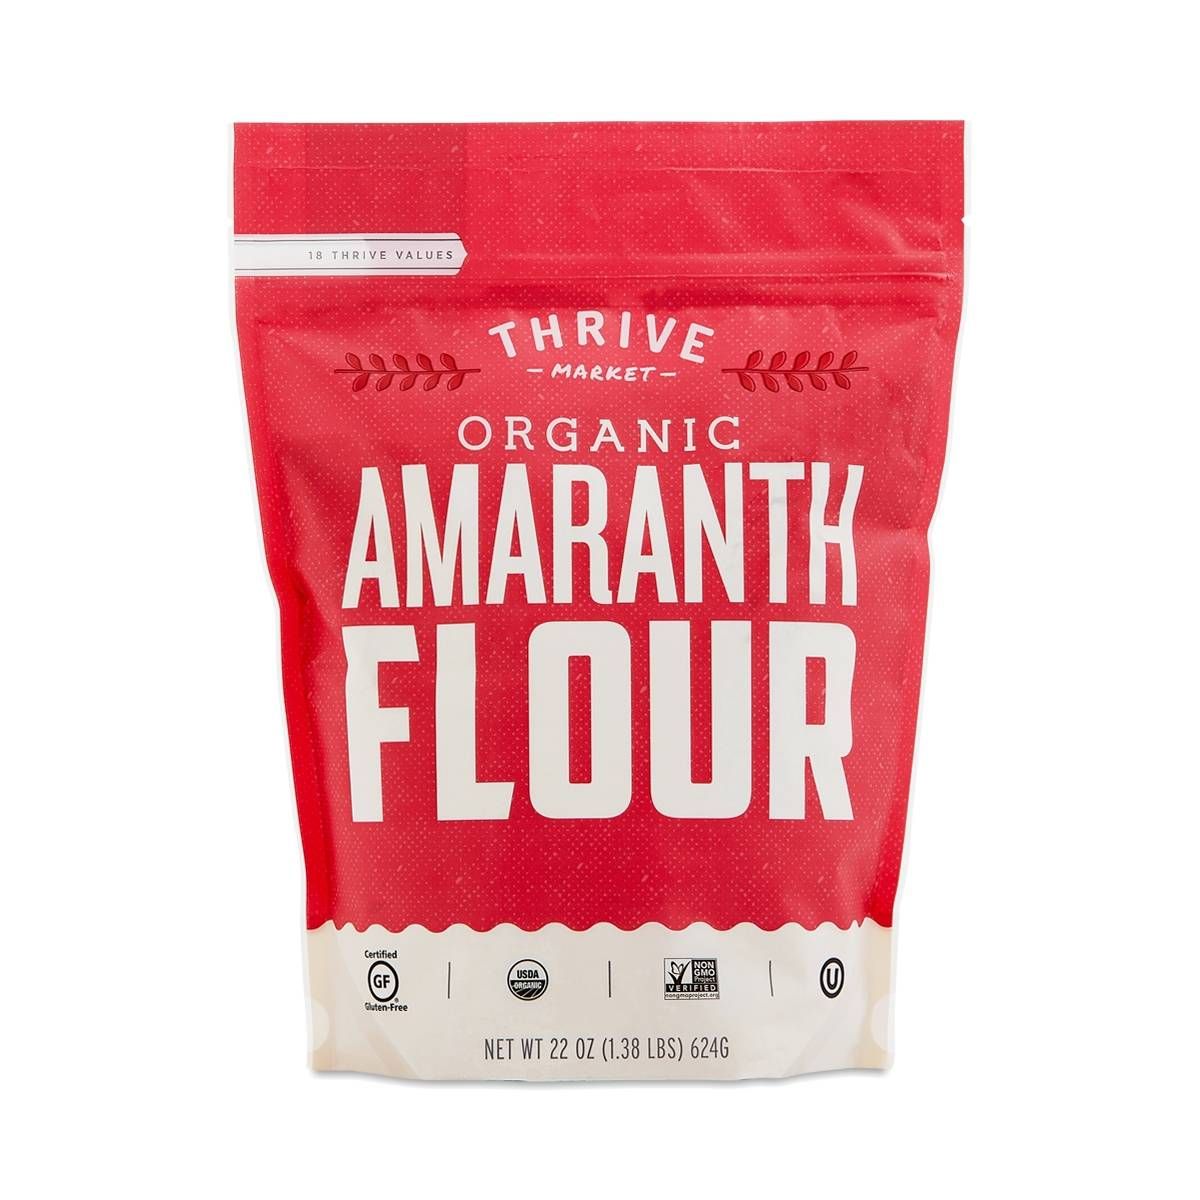 18 THRIVE VALUES
THRIVE
– MARKET –
ORGANIC
AMARANTH
FLOUR
Certified
GF
®
Gluten-Free
USDA
ORGANIC
NON
GMO
Project
VERIFIED
nongmoproject.org
U
NET WT 22 OZ (1.38 LBS) 624G